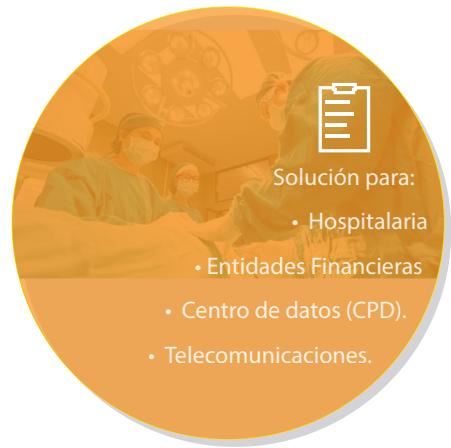 Solución para:
• Hospitalaria
• Entidades Financieras
• Centro de datos (CPD).
• Telecomunicaciones.